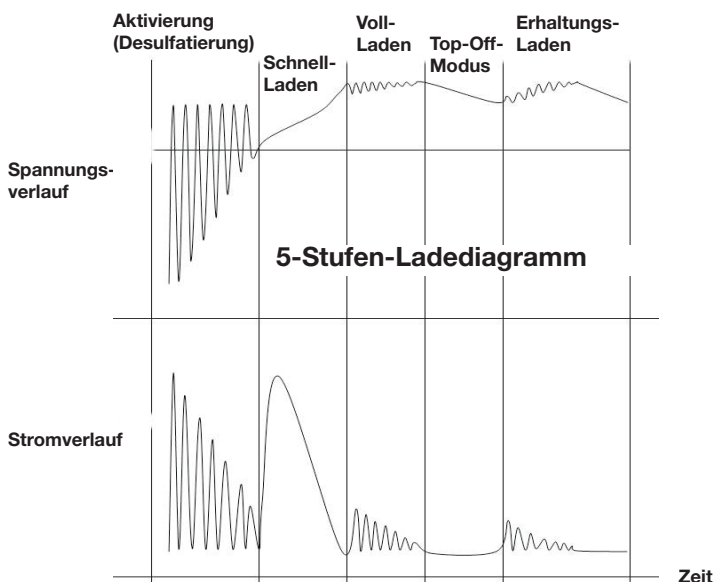 Aktivierung
(Desulfatierung)
Schnell-
Laden
Voll-
Laden
Top-Off-
Modus
Erhaltungs-
Laden
Spannungs-
verlauf
5-Stufen-Ladediagramm
Stromverlauf
Zeit